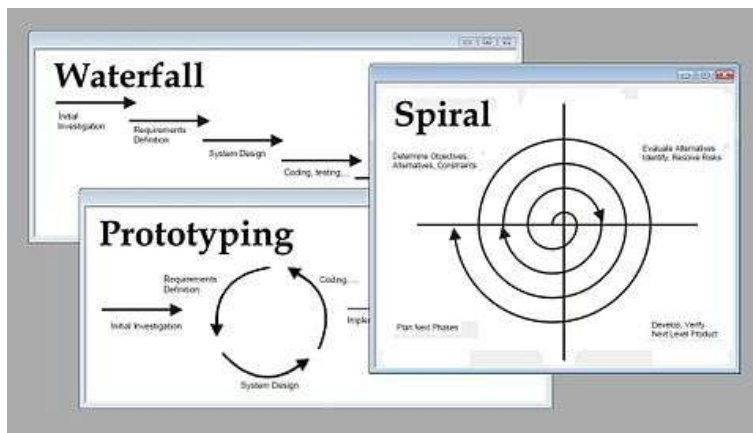 Waterfall
Initial
Investigation
Requirements
Definition
System Design
Coding, testing,...
Prototyping
Requirements
Definition
Coding,...
Initial Investigation
Implem
System Design
Spiral
Determine Objectives,
Alternatives, Constraints
Evaluate Alternatives
Identify, Resolve Risks
Plan Next Phases
Develop, Verify
Next Level Product